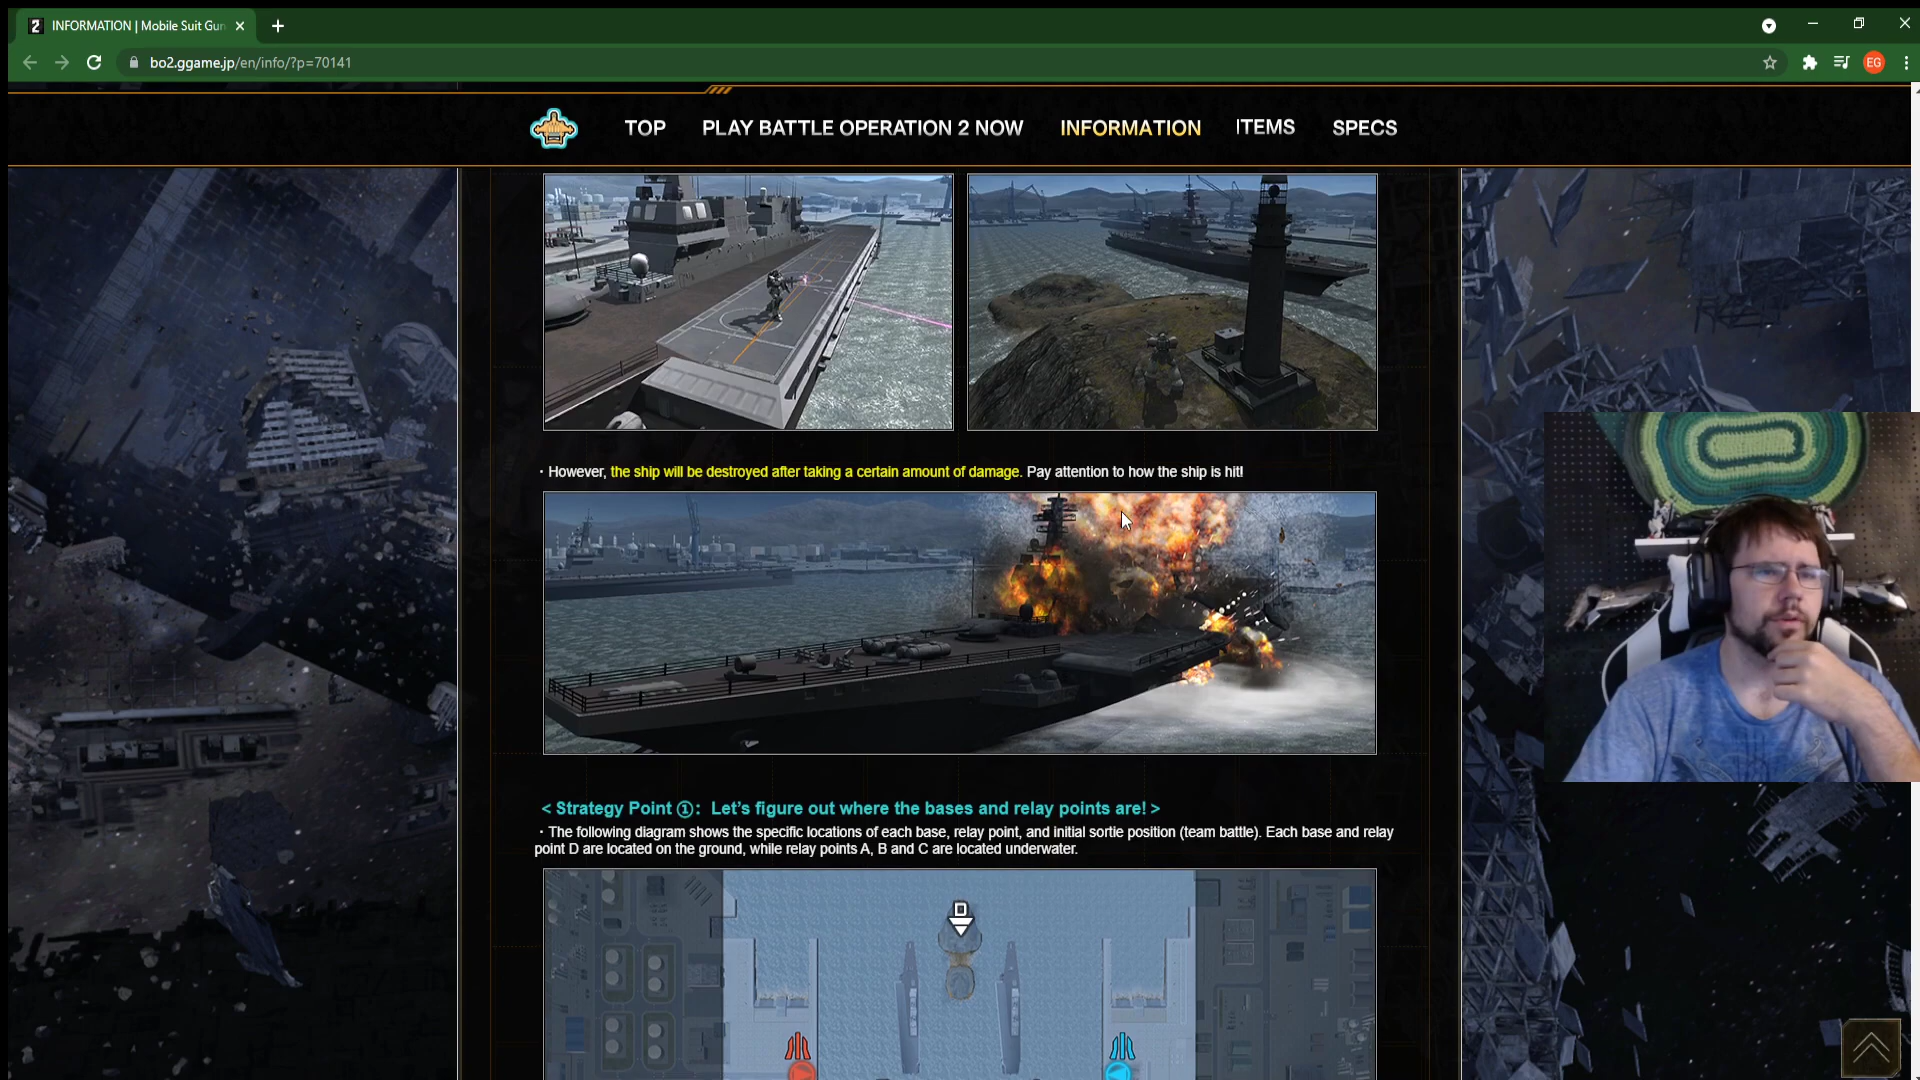 INFORMATION | Mobile Suit Gun
bo2.ggame.jp/en/info/?p=70141
EG
TOP
PLAY BATTLE OPERATION 2 NOW
INFORMATION
ITEMS
SPECS
・However, the ship will be destroyed after taking a certain amount of damage. Pay attention to how the ship is hit!
< Strategy Point ①: Let's figure out where the bases and relay points are! >
・The following diagram shows the specific locations of each base, relay point, and initial sortie position (team battle). Each base and relay
point D are located on the ground, while relay points A, B and C are located underwater.
D